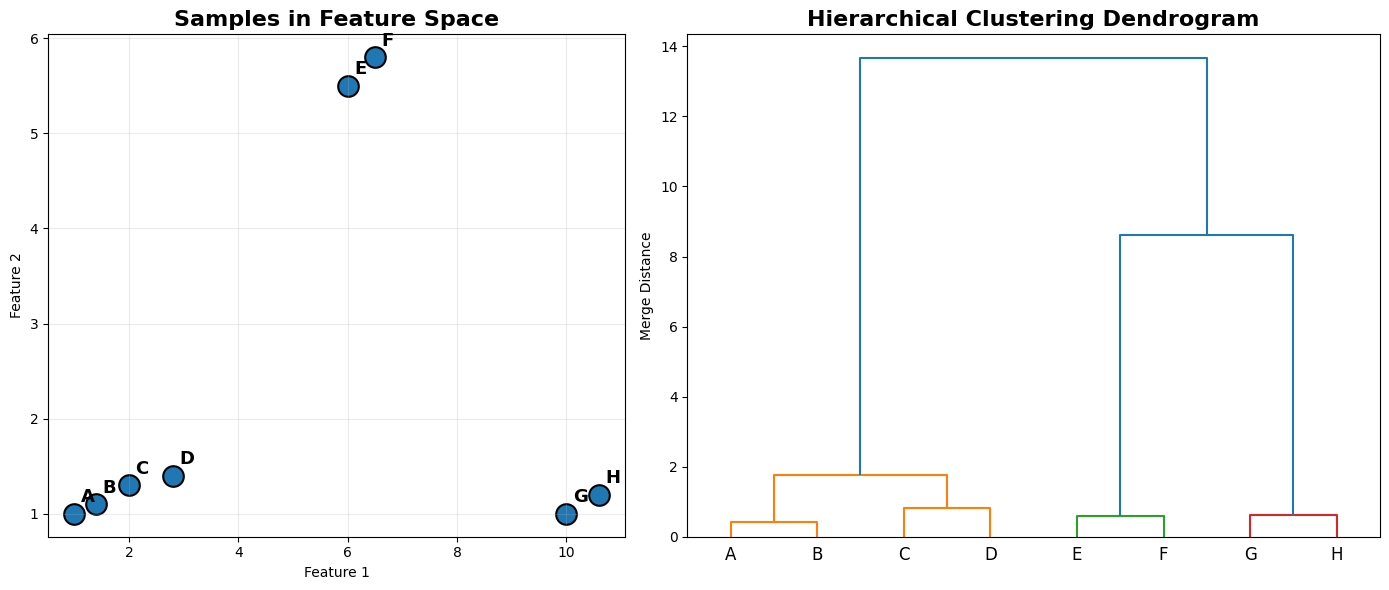 Samples in Feature Space
6
5
4
3
2
1
2
4
6
8
10
Feature 2
Feature 1
A
B
C
D
E
F
G
H
Hierarchical Clustering Dendrogram
14
12
10
8
6
4
2
0
Merge Distance
A B C D E F G H